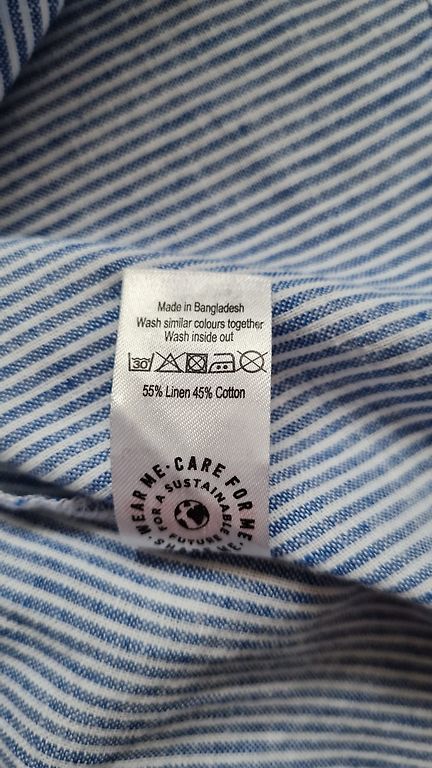 Made in Bangladesh
Wash similar colours together
Wash inside out
30
55% Linen 45% Cotton
WEAR ME • CARE FOR ME
FOR A SUSTAINABLE
FUTURE